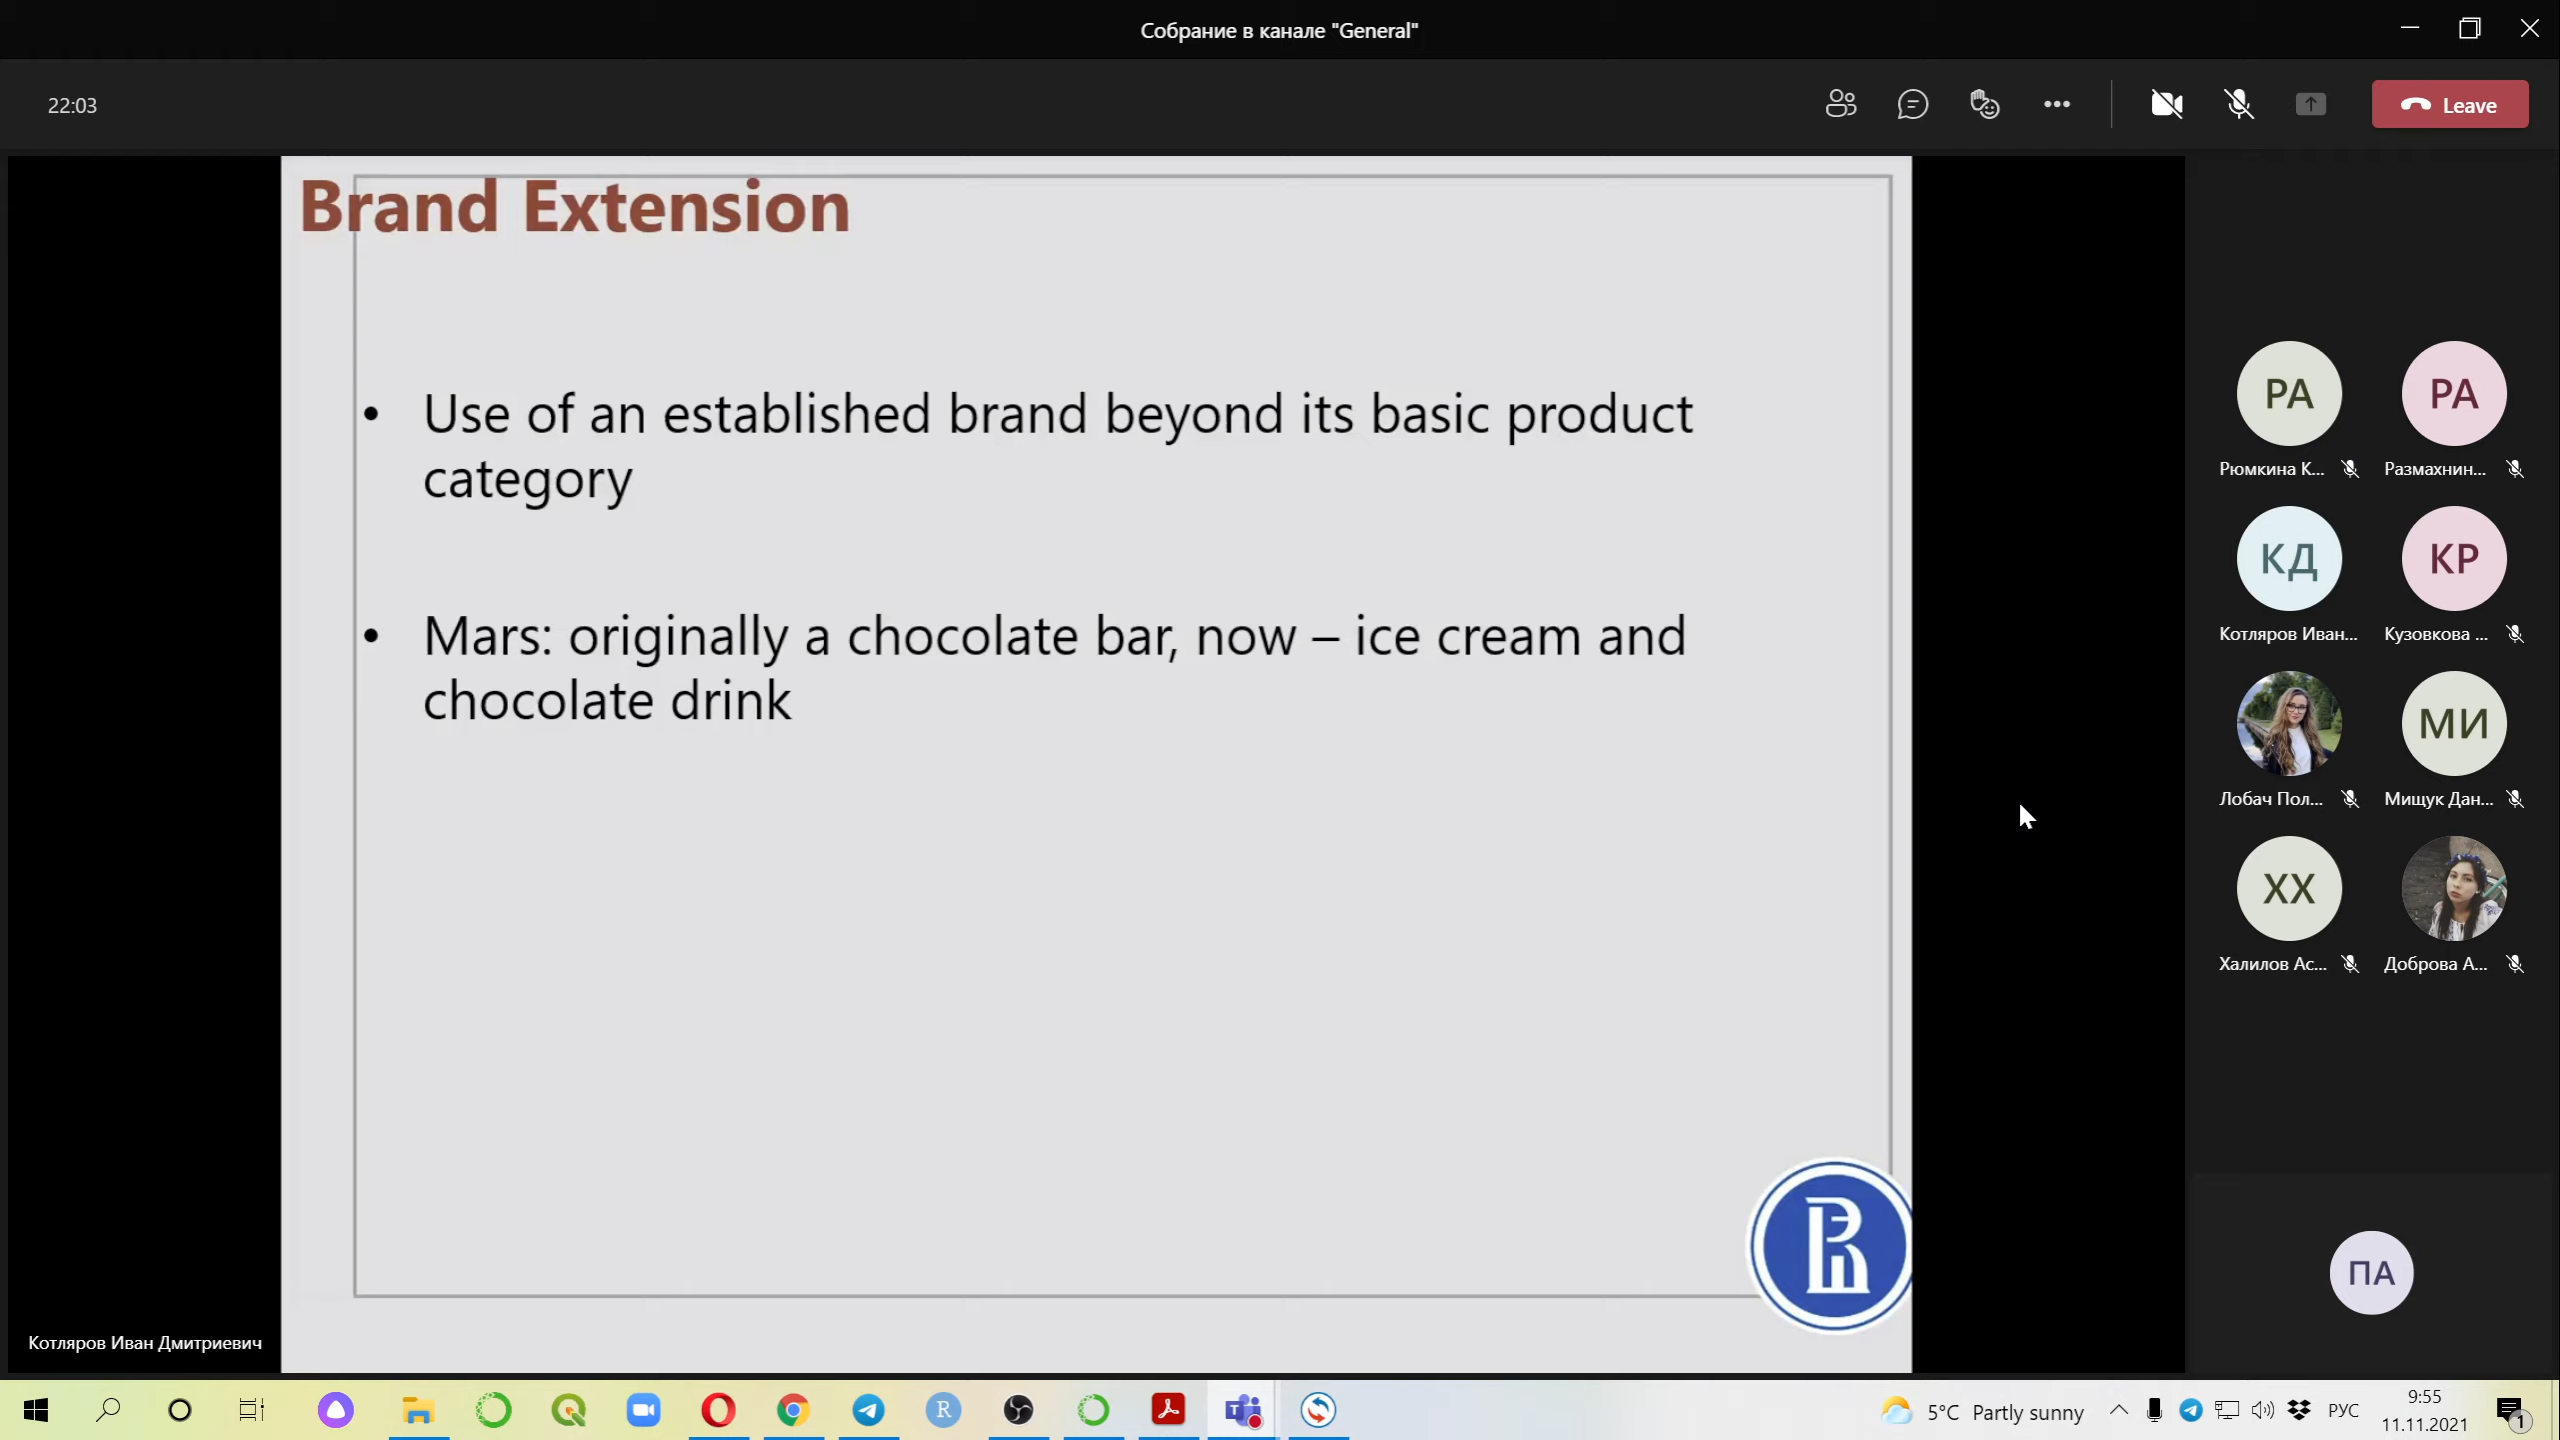 Собрание в канале "General"
22:03
Leave
Brand Extension
• Use of an established brand beyond its basic product
category
• Mars: originally a chocolate bar, now – ice cream and
chocolate drink
Котляров Иван Дмитриевич
РА
РА
Рюмкина К...
Размахнин...
КД
КР
Котляров Иван...
Кузовкова ...
Лобач Пол...
МИ
Мищук Дан...
ХХ
Халилов Ас...
Доброва А...
ПА
R
T
5°C Partly sunny
РУС
9:55
11.11.2021
1